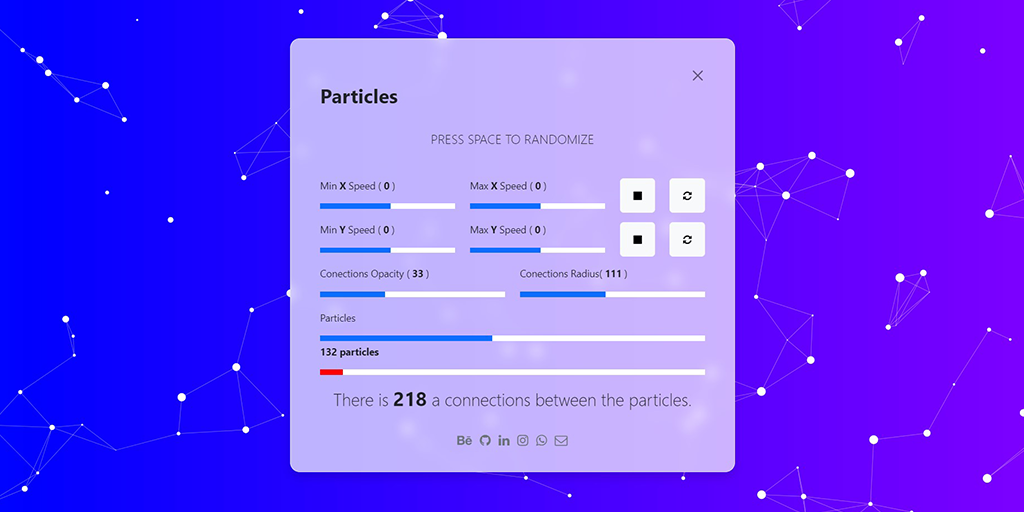 Particles
PRESS SPACE TO RANDOMIZE
Min X Speed ( 0 )
Max X Speed ( 0 )
Min Y Speed ( 0 )
Max Y Speed ( 0 )
Conections Opacity ( 33 )
Conections Radius( 111 )
Particles
132 particles
There is 218 a connections between the particles.
Bē
in